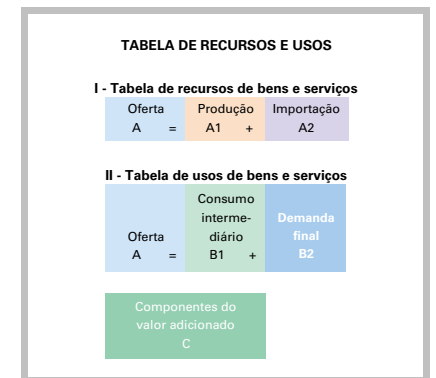 TABELA DE RECURSOS E USOS
I - Tabela de recursos de bens e serviços
Oferta Produção Importação
A = A1 + A2
II - Tabela de usos de bens e serviços
Consumo
interme- Demanda
Oferta diário final
A = B1 + B2
Componentes do
valor adicionado
C